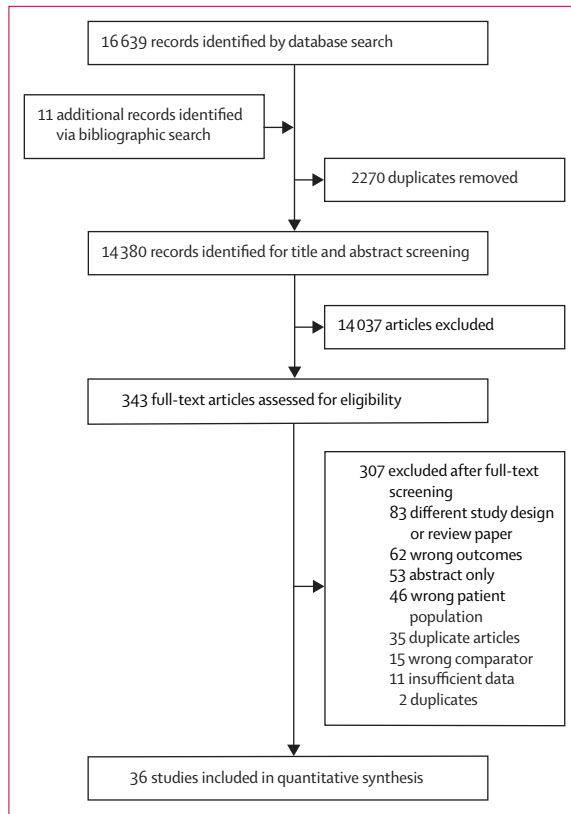 16 639 records identified by database search
11 additional records identified
via bibliographic search
2270 duplicates removed
14 380 records identified for title and abstract screening
14 037 articles excluded
343 full-text articles assessed for eligibility
307 excluded after full-text
screening
83 different study design
or review paper
62 wrong outcomes
53 abstract only
46 wrong patient
population
35 duplicate articles
15 wrong comparator
11 insufficient data
2 duplicates
36 studies included in quantitative synthesis